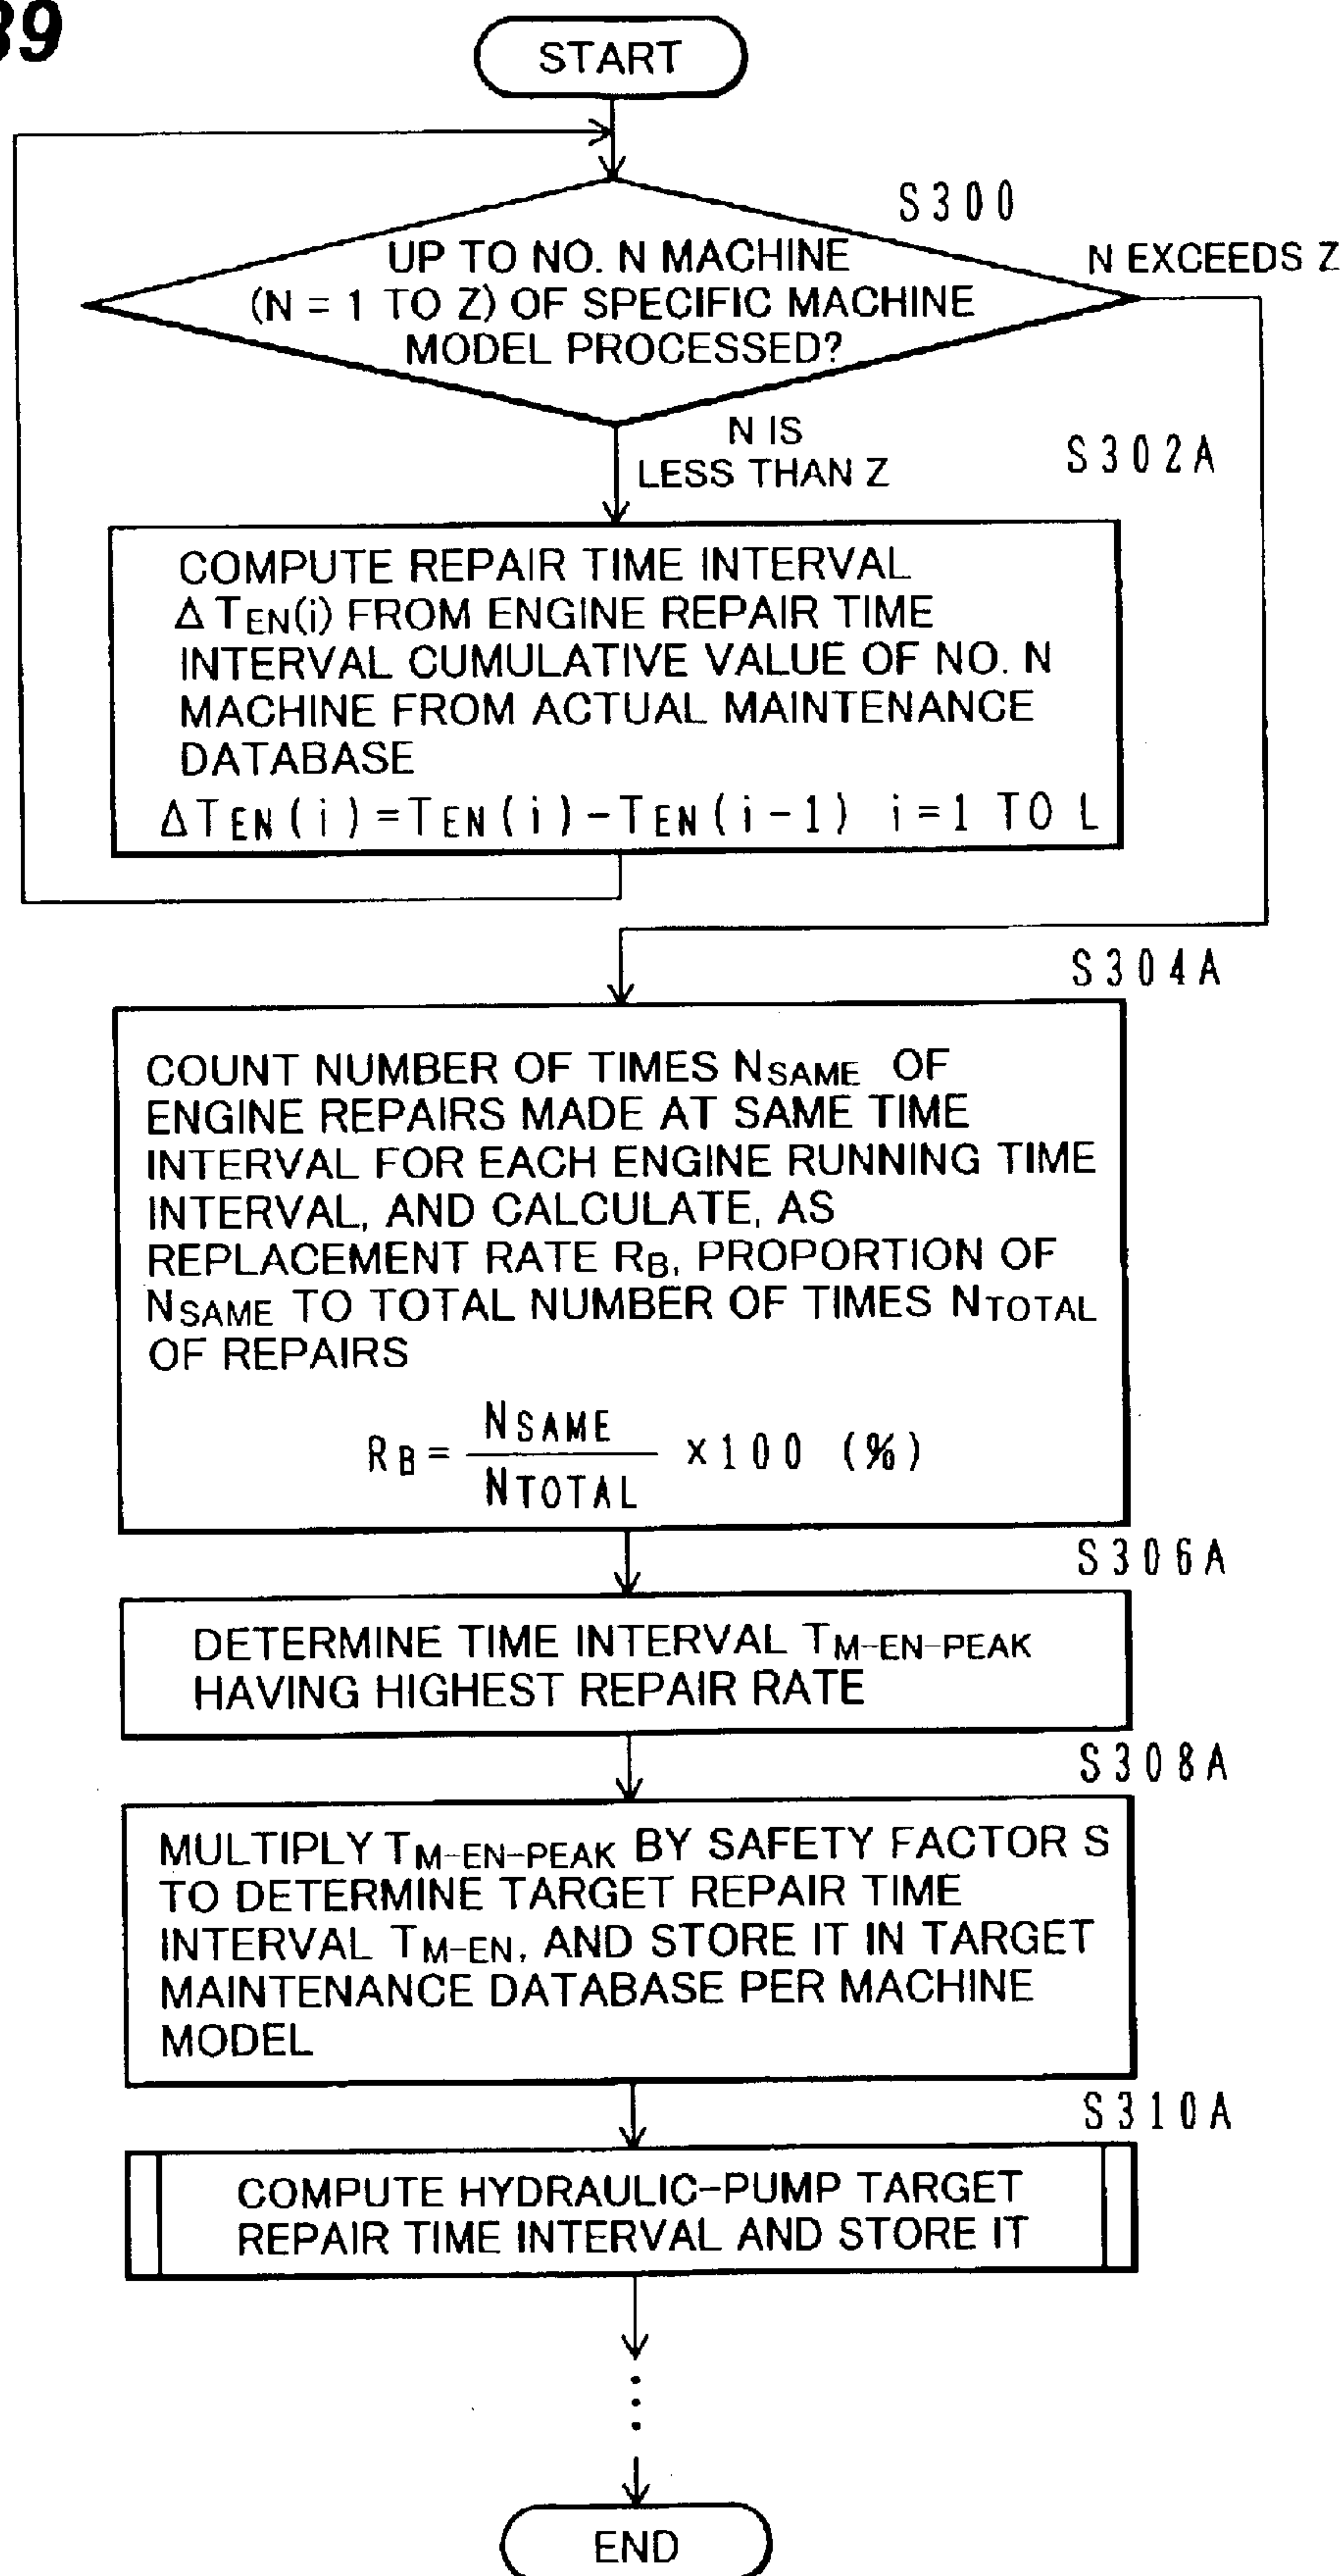 39
START
S300
UP TO NO. N MACHINE
(N = 1 TO Z) OF SPECIFIC MACHINE
MODEL PROCESSED?
N EXCEEDS Z
N IS
LESS THAN Z
S302A
COMPUTE REPAIR TIME INTERVAL
ΔTEN(i) FROM ENGINE REPAIR TIME
INTERVAL CUMULATIVE VALUE OF NO. N
MACHINE FROM ACTUAL MAINTENANCE
DATABASE
ΔTEN(i)=TEN(i)-TEN(i-1) i=1 TO L
S304A
COUNT NUMBER OF TIMES NSAME OF
ENGINE REPAIRS MADE AT SAME TIME
INTERVAL FOR EACH ENGINE RUNNING TIME
INTERVAL, AND CALCULATE, AS
REPLACEMENT RATE RB, PROPORTION OF
NSAME TO TOTAL NUMBER OF TIMES NTOTAL
OF REPAIRS
RB = NSAME / NTOTAL ×100 (%)
S306A
DETERMINE TIME INTERVAL TM-EN-PEAK
HAVING HIGHEST REPAIR RATE
S308A
MULTIPLY TM-EN-PEAK BY SAFETY FACTOR S
TO DETERMINE TARGET REPAIR TIME
INTERVAL TM-EN, AND STORE IT IN TARGET
MAINTENANCE DATABASE PER MACHINE
MODEL
S310A
COMPUTE HYDRAULIC-PUMP TARGET
REPAIR TIME INTERVAL AND STORE IT
END